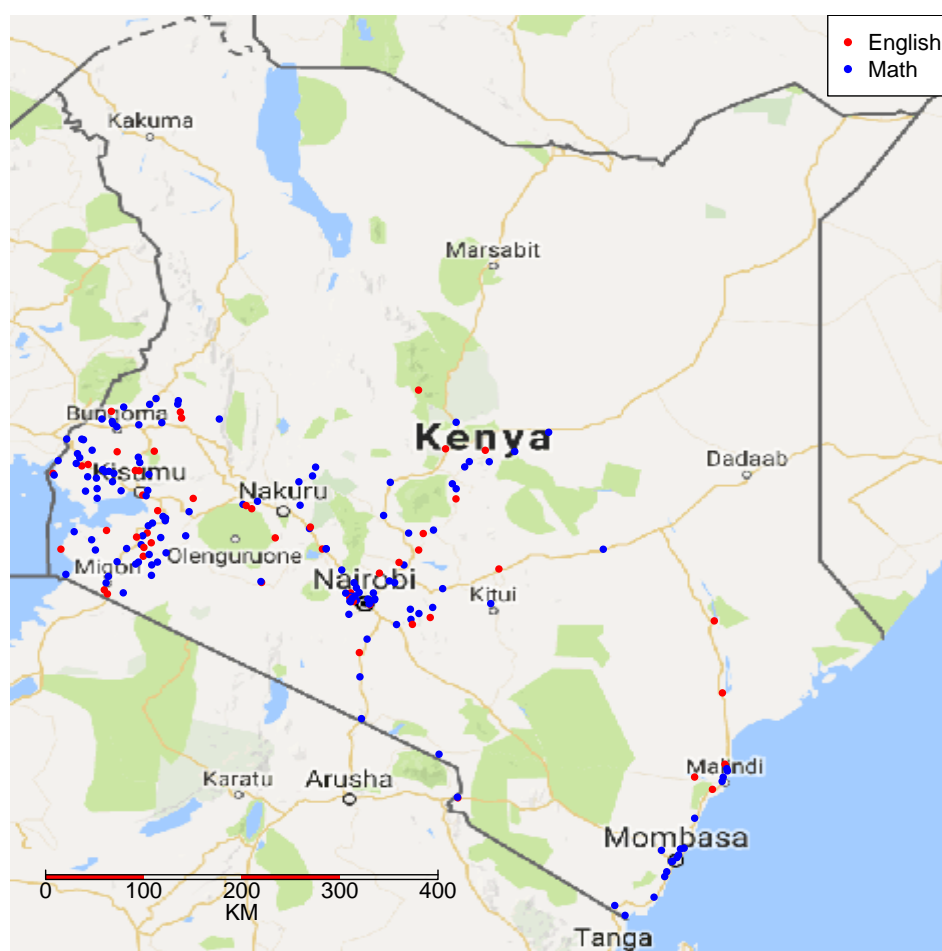 English
Math
Kakuma
Marsabit
Bungoma
Kenya
Dadaab
Kisumu
Nakuru
Olenguruone
Migori
Nairobi
Kitui
Malindi
Karatu
Arusha
Mombasa
0 100 200 300 400
KM
Tanga